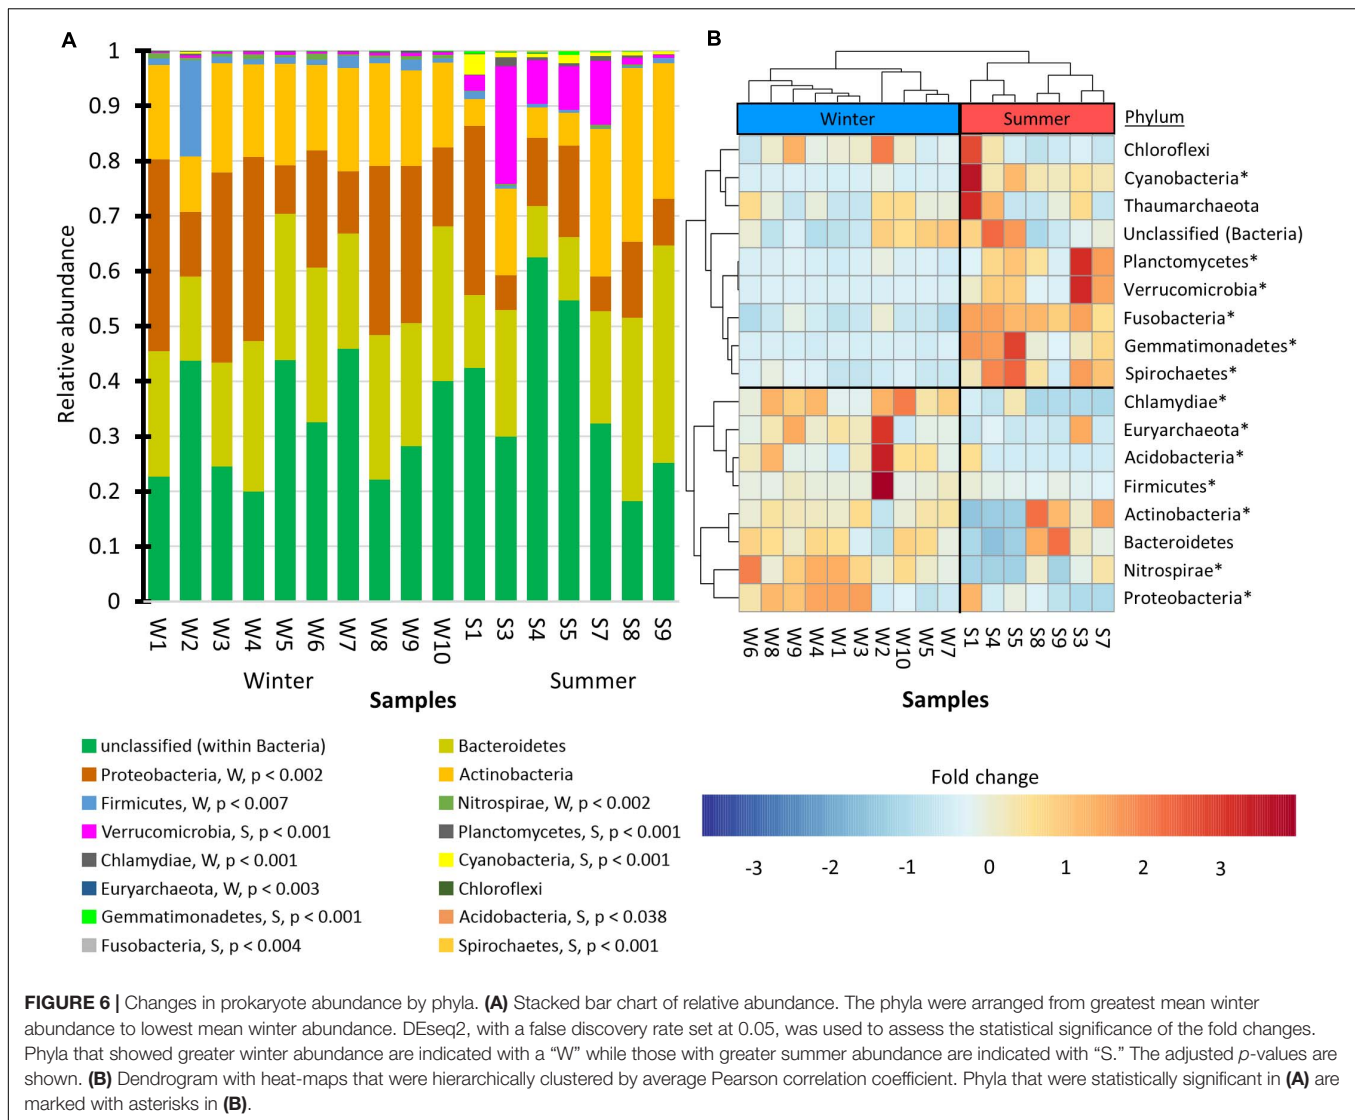 A
B
1
0.9
0.8
0.7
0.6
0.5
0.4
0.3
0.2
0.1
0
Relative abundance
W1 W2 W3 W4 W5 W6 W7 W8 W9 W10 S1 S3 S4 S5 S7 S8 S9
Winter Summer
Samples
Winter Summer Phylum
Chloroflexi
Cyanobacteria*
Thaumarchaeota
Unclassified (Bacteria)
Planctomycetes*
Verrucomicrobia*
Fusobacteria*
Gemmatimonadetes*
Spirochaetes*
Chlamydiae*
Euryarchaeota*
Acidobacteria*
Firmicutes*
Actinobacteria*
Bacteroidetes
Nitrospirae*
Proteobacteria*
W6 W8 W9 W4 W1 W3 W2 W10 W5 W7 S1 S4 S5 S8 S9 S3 S7
Samples
unclassified (within Bacteria) Bacteroidetes
Proteobacteria, W, p < 0.002 Actinobacteria
Firmicutes, W, p < 0.007 Nitrospirae, W, p < 0.002
Verrucomicrobia, S, p < 0.001 Planctomycetes, S, p < 0.001
Chlamydiae, W, p < 0.001 Cyanobacteria, S, p < 0.001
Euryarchaeota, W, p < 0.003 Chloroflexi
Gemmatimonadetes, S, p < 0.001 Acidobacteria, S, p < 0.038
Fusobacteria, S, p < 0.004 Spirochaetes, S, p < 0.001
Fold change
-3 -2 -1 0 1 2 3
FIGURE 6 | Changes in prokaryote abundance by phyla. (A) Stacked bar chart of relative abundance. The phyla were arranged from greatest mean winter
abundance to lowest mean winter abundance. DEseq2, with a false discovery rate set at 0.05, was used to assess the statistical significance of the fold changes.
Phyla that showed greater winter abundance are indicated with a “W” while those with greater summer abundance are indicated with “S.” The adjusted p-values are
shown. (B) Dendrogram with heat-maps that were hierarchically clustered by average Pearson correlation coefficient. Phyla that were statistically significant in (A) are
marked with asterisks in (B).